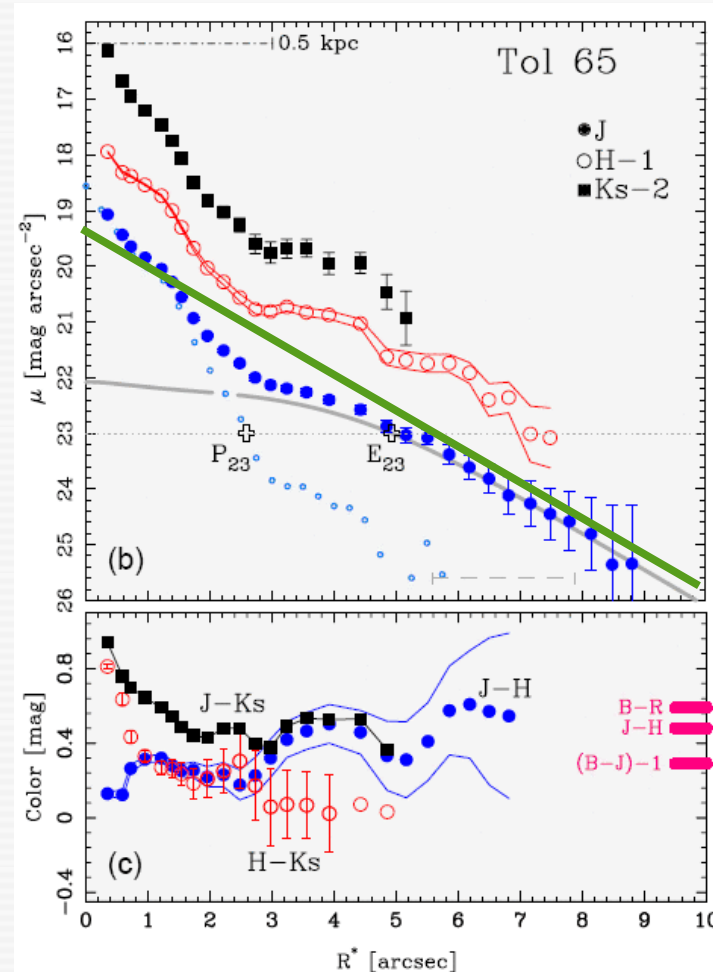 0.5 kpc
Tol 65
J
H-1
Ks-2
16
17
18
19
20
21
22
23
24
25
26
μ [mag arcsec⁻²]
P₂₃
E₂₃
(b)
0.8
0.4
0
-0.4
Color [mag]
J-Ks
J-H
H-Ks
B-R
J-H
(B-J)-1
(c)
0 1 2 3 4 5 6 7 8 9 10
R* [arcsec]